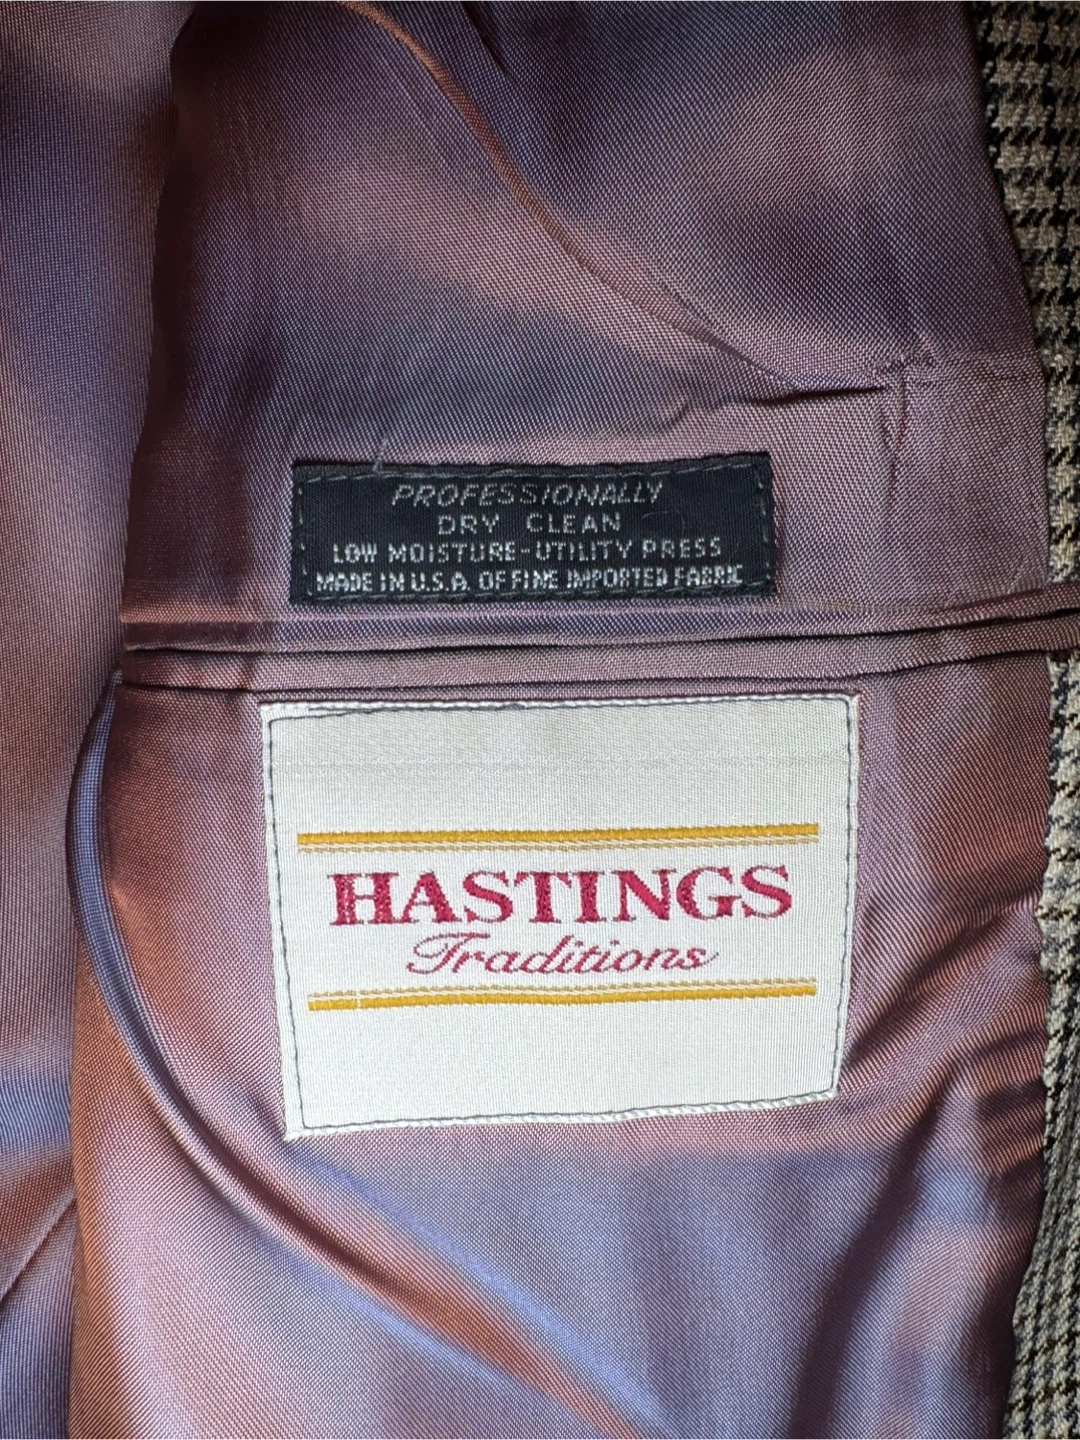 PROFESSIONALLY
DRY CLEAN
LOW MOISTURE-UTILITY PRESS
MADE IN U.S.A. OF FINE IMPORTED FABRIC
HASTINGS
Traditions